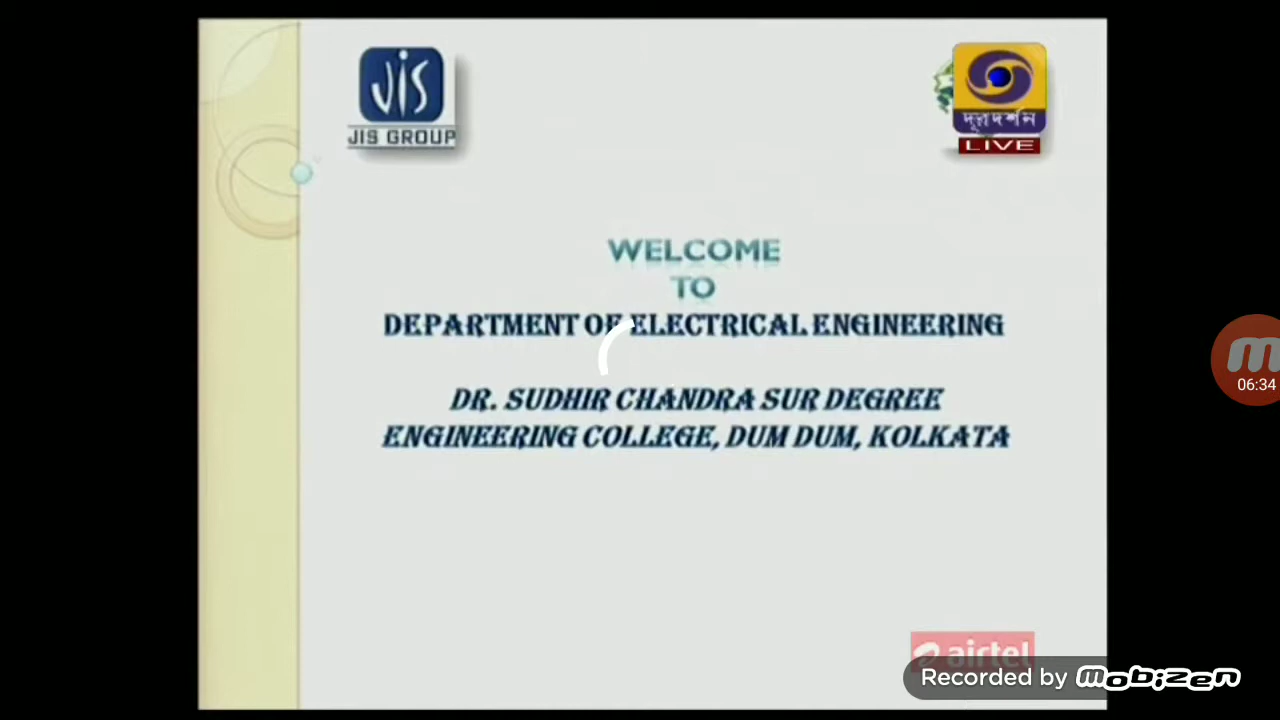 JiS
JIS GROUP
দূরদর্শন
LIVE
WELCOME
TO
DEPARTMENT OF ELECTRICAL ENGINEERING
DR. SUDHIR CHANDRA SUR DEGREE
ENGINEERING COLLEGE, DUM DUM, KOLKATA
06:34
airtel
Recorded by mobizen